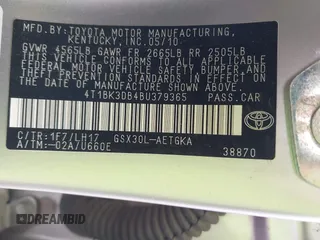 MFD. BY:
TOYOTA MOTOR MANUFACTURING,
KENTUCKY,INC.05/10
GVWR 4565LB GAWR FR 2665LB RR 2505LB
THIS VEHICLE CONFORMS TO ALL APPLICABLE
FEDERAL MOTOR VEHICLE SAFETY, BUMPER, AND
THEFT PREVENTION STANDARDS IN EFFECT ON
THE DATE OF MANUFACTURE SHOWN ABOVE.
4T1BK3DB4BU379365 PASS.CAR
C/TR:1F7/LH17 GSX30L-AETGKA
A/TM:-02A/U660E 38870
TOYOTA
DREAMBID